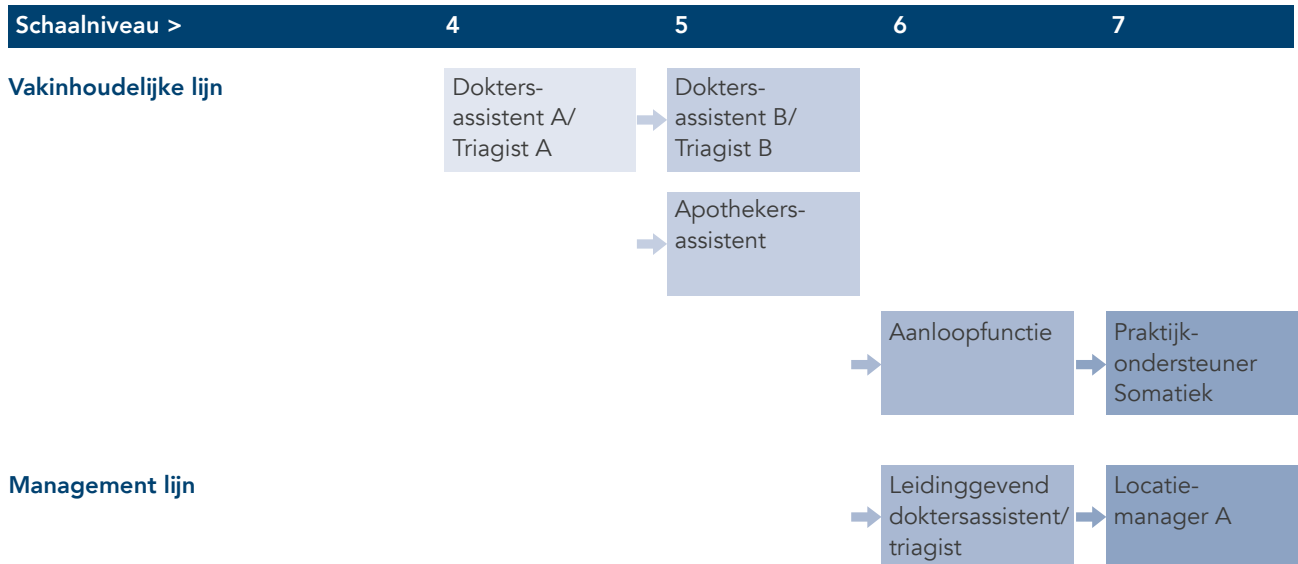 Schaalniveau > 4 5 6 7
Vakinhoudelijke lijn
Dokters-
assistent A/
Triagist A
Dokters-
assistent B/
Triagist B
Apothekers-
assistent
Aanloopfunctie
Praktijk-
ondersteuner
Somatiek
Management lijn
Leidinggevend
doktersassistent/
triagist
Locatie-
manager A